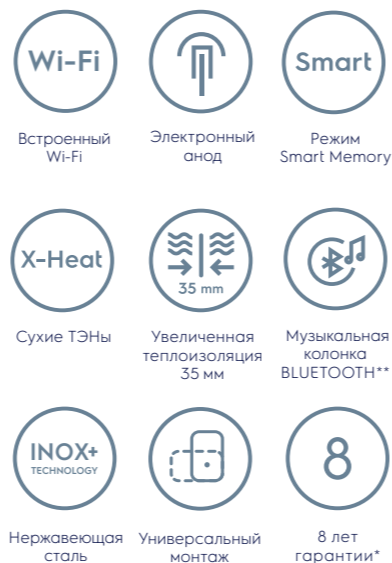 Wi-Fi
Встроенный
Wi-Fi
Электронный
анод
Smart
Режим
Smart Memory
X-Heat
Сухие ТЭНы
35 mm
Увеличенная
теплоизоляция
35 мм
Музыкальная
колонка
BLUETOOTH**
INOX+
TECHNOLOGY
Нержавеющая
сталь
Универсальный
монтаж
8
8 лет
гарантии*